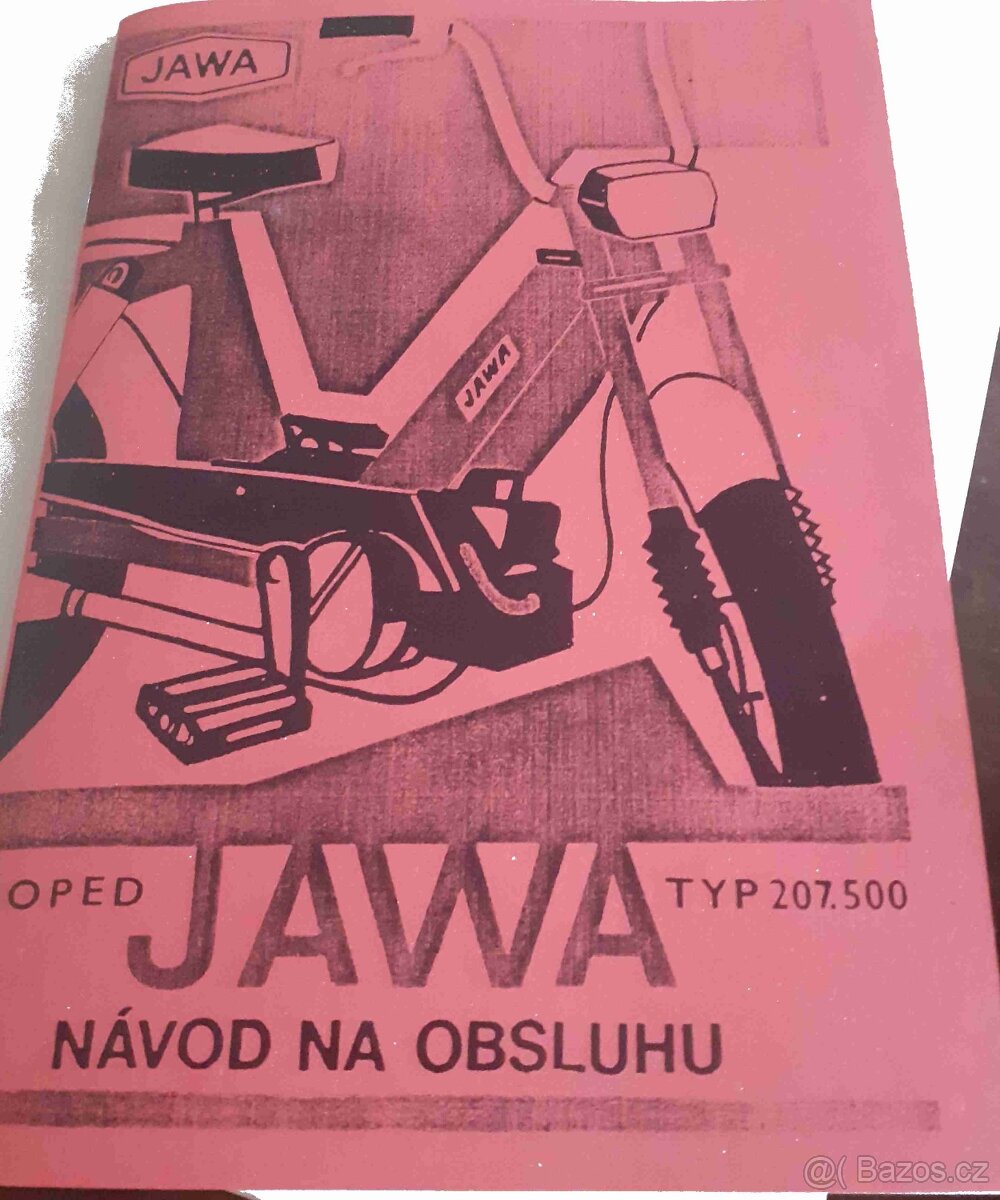 JAWA
JAWA
OPED JAWA TYP 207.500
NÁVOD NA OBSLUHU
@( Bazos.cz